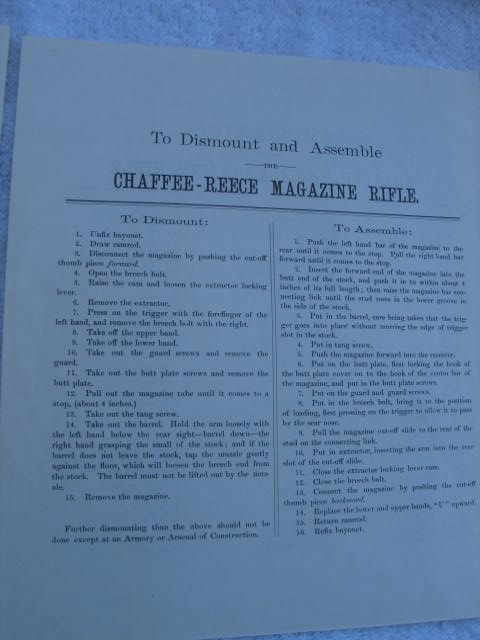 To Dismount and Assemble
—THE—
CHAFFEE-REECE MAGAZINE RIFLE.
To Dismount:
1. Unfix bayonet.
2. Draw ramrod.
3. Disconnect the magazine by pushing the cut-off
thumb piece forward.
4. Open the breech bolt.
5. Raise the cam and loosen the extractor locking
lever.
6. Remove the extractor.
7. Press on the trigger with the forefinger of the
left hand, and remove the breech bolt with the right.
8. Take off the upper band.
9. Take off the lower band.
10. Take out the guard screws and remove the
guard.
11. Take out the butt plate screws and remove the
butt plate.
12. Pull out the magazine tube until it comes to a
stop, (about 4 inches.)
13. Take out the tang screw.
14. Take out the barrel. Hold the arm loosely with
the left hand below the rear sight—barrel down—the
right hand grasping the small of the stock; and if the
barrel does not leave the stock, tap the muzzle gently
against the floor, which will loosen the breech end from
the stock. The barrel must not be lifted out by the muz-
zle.
15. Remove the magazine.
Further dismounting than the above should not be
done except at an Armory or Arsenal of Construction.
To Assemble:
1. Push the left hand bar of the magazine to the
rear until it comes to the stop. Pull the right hand bar
forward until it comes to the stop.
2. Insert the forward end of the magazine into the
butt end of the stock, and push it in to within about 4
inches of its full length; then raise the magazine bar con-
necting link until the stud rests in the lower groove in
the side of the stock.
3. Put in the barrel, care being taken that the trig-
ger goes into place without marring the edge of trigger
slot in the stock.
4. Put in tang screw.
5. Push the magazine forward into the receiver.
6. Put on the butt plate, first locking the hook of
the butt plate cover on to the hook of the center bar of
the magazine, and put in the butt plate screws.
7. Put on the guard and guard screws.
8. Put in the breech bolt, bring it to the position
of loading, first pressing on the trigger to allow it to pass
by the sear nose.
9. Pull the magazine cut-off slide to the rear of the
stud on the connecting link.
10. Put in extractor, inserting the arm into the rear
slot of the cut-off slide.
11. Close the extractor locking lever cam.
12. Close the breech bolt.
13. Connect the magazine by pushing the cut-off
thumb piece backward.
14. Replace the lower and upper bands, "U" upward.
15. Return ramrod.
16. Refix bayonet.